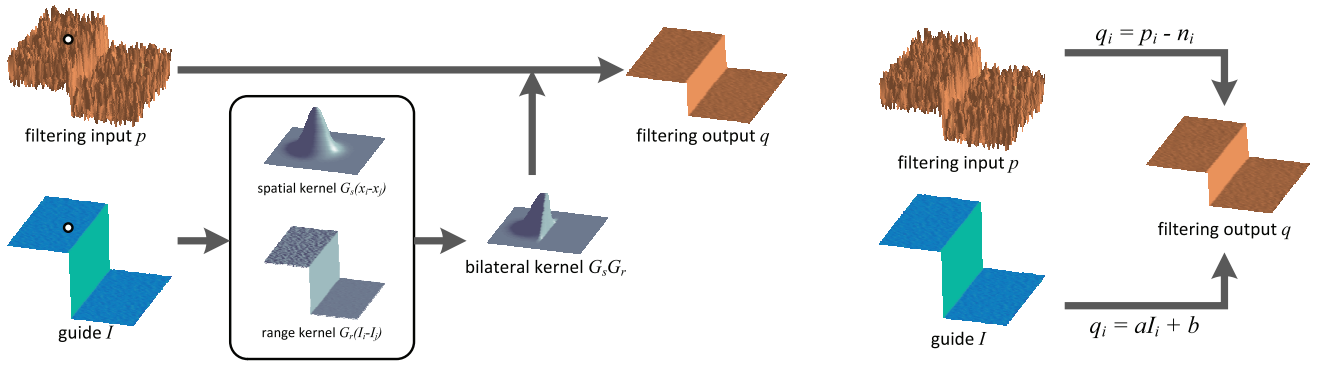 filtering input p
spatial kernel Gs(xi-xj)
range kernel Gr(Ii-Ij)
guide I
bilateral kernel GsGr
filtering output q
qi = pi - ni
filtering input p
filtering output q
guide I
qi = aIi + b